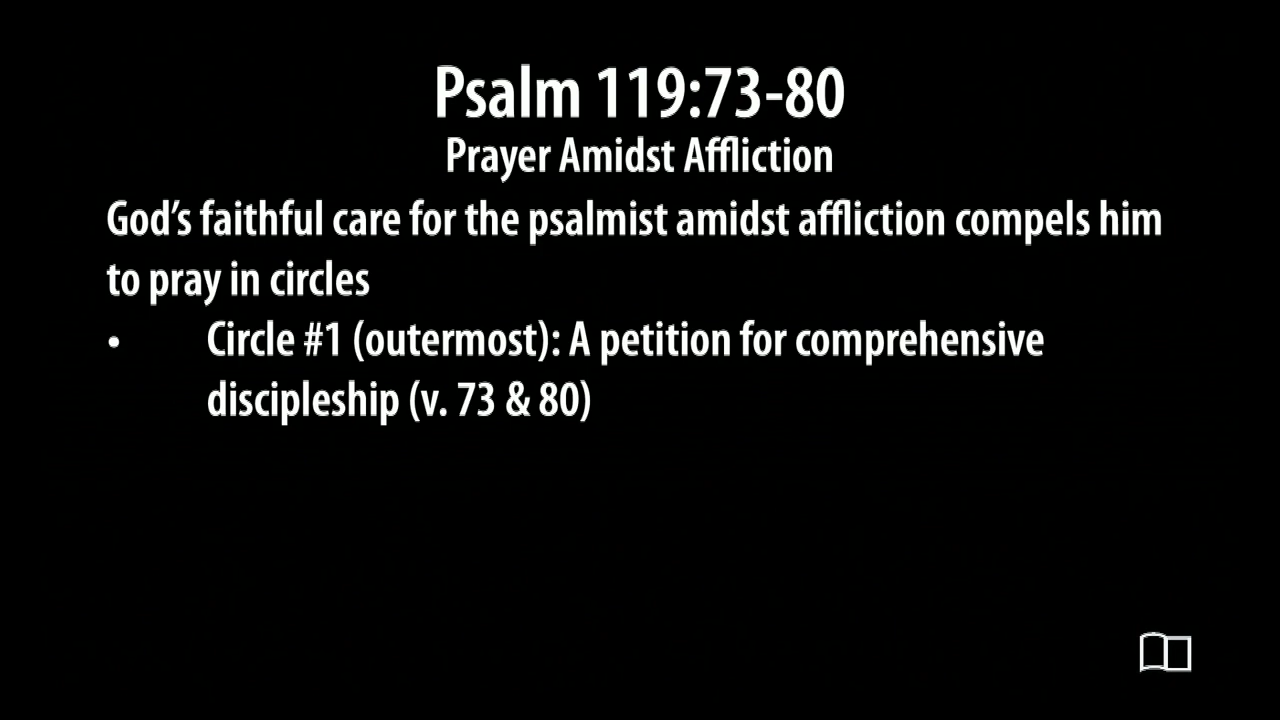 Psalm 119:73-80
Prayer Amidst Affliction
God’s faithful care for the psalmist amidst affliction compels him
to pray in circles
• Circle #1 (outermost): A petition for comprehensive
discipleship (v. 73 & 80)